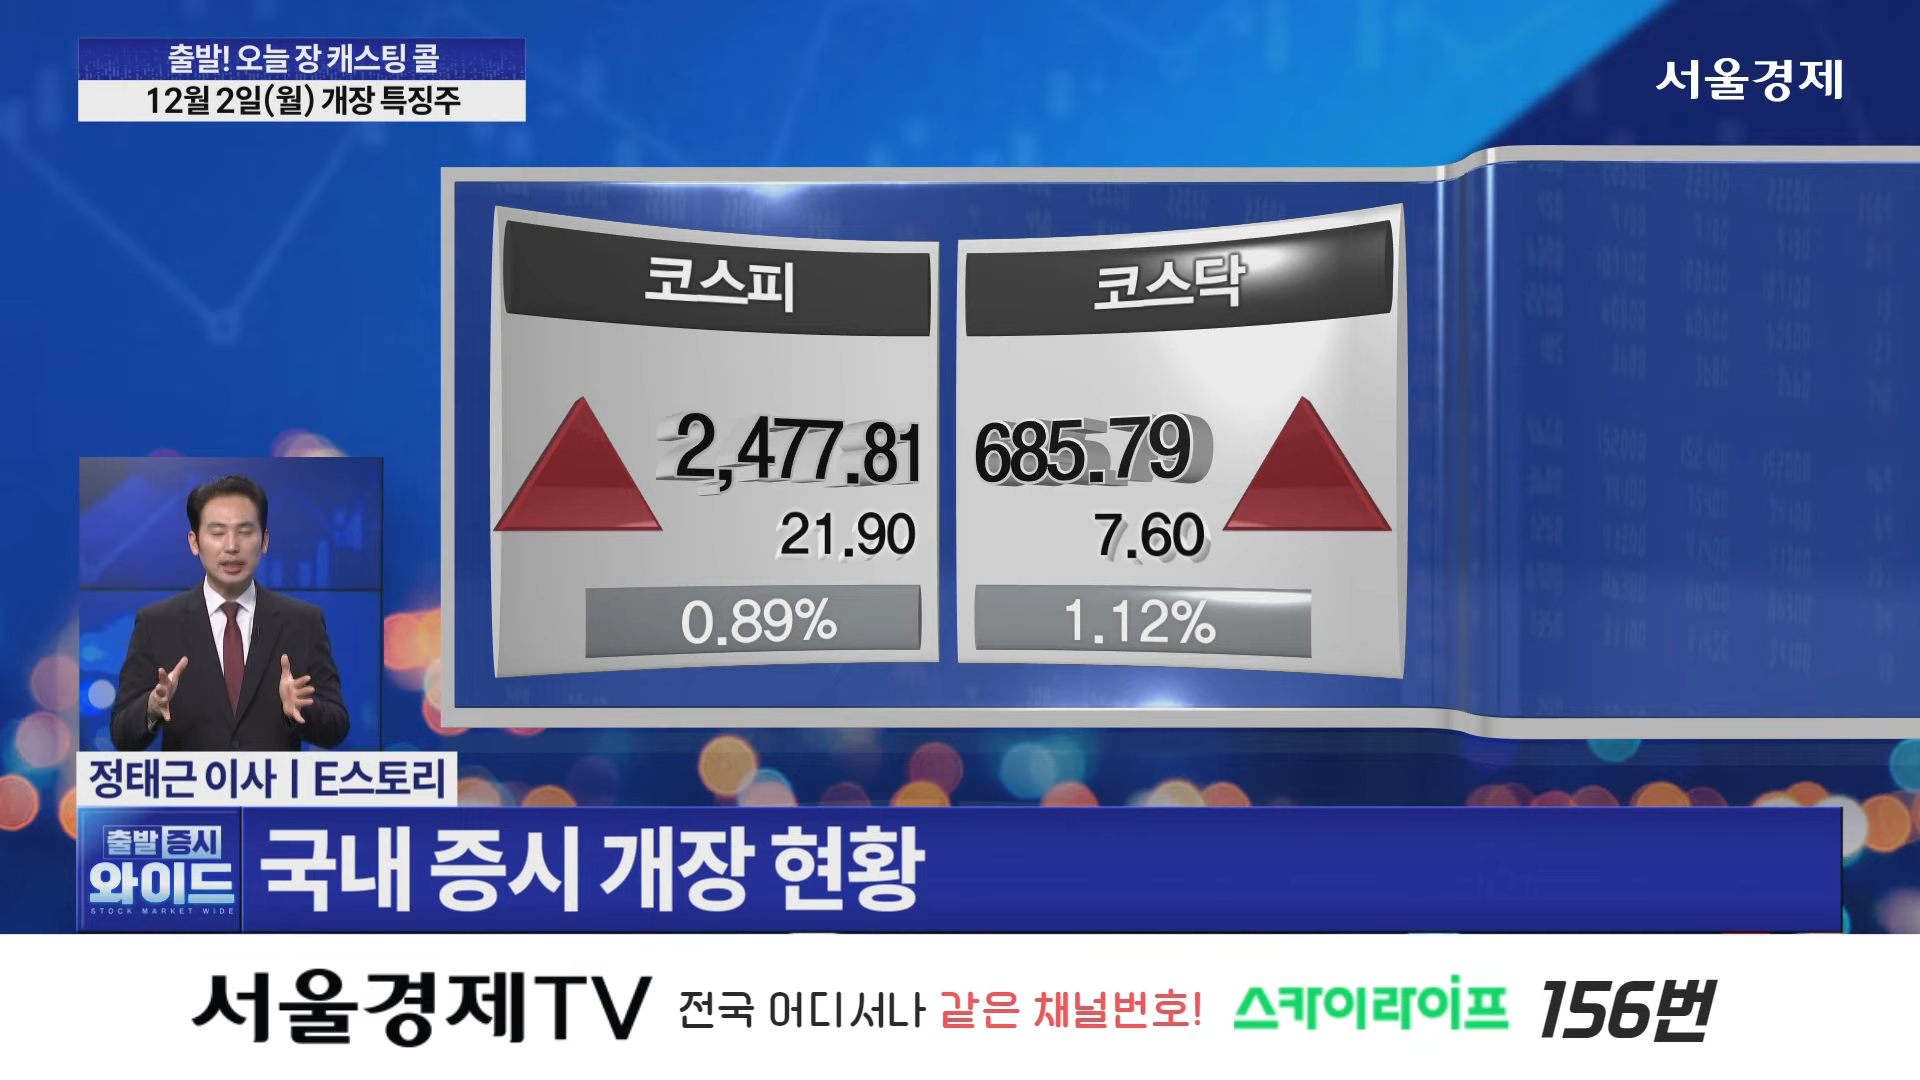 출발! 오늘 장 캐스팅 콜
12월 2일(월) 개장 특징주
서울경제
코스피
2,477.81
21.90
0.89%
코스닥
685.79
7.60
1.12%
정태근 이사 | E스토리
출발 증시
와이드
STOCK MARKET WIDE
국내 증시 개장 현황
서울경제TV 전국 어디서나 같은 채널번호! 스카이라이프 156번